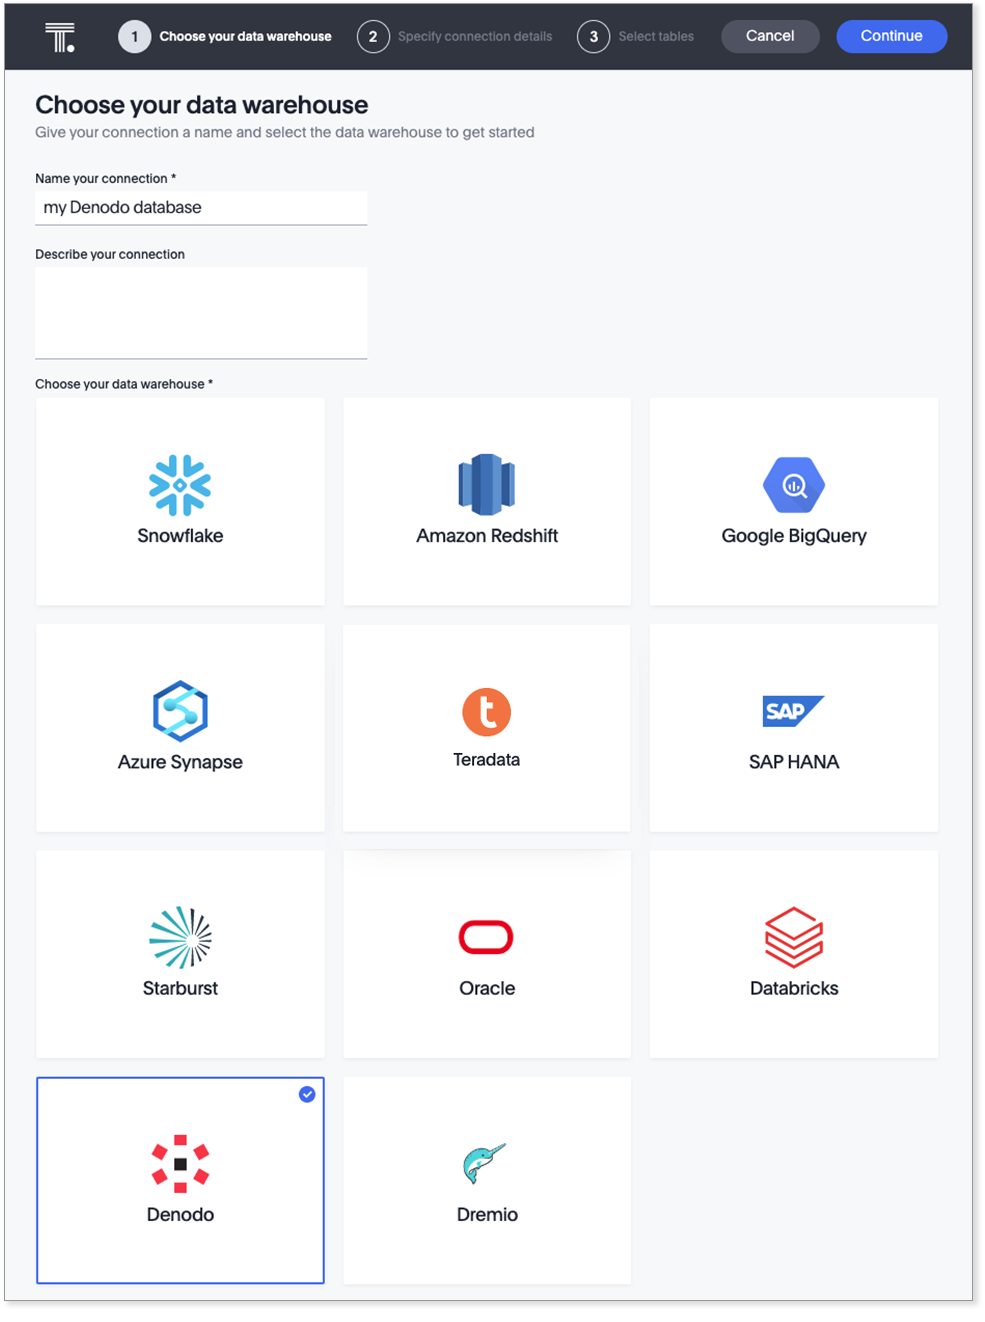 T.
1 Choose your data warehouse 2 Specify connection details 3 Select tables Cancel Continue
Choose your data warehouse
Give your connection a name and select the data warehouse to get started
Name your connection *
my Denodo database
Describe your connection
Choose your data warehouse *
Snowflake
Amazon Redshift
Google BigQuery
Azure Synapse
t
Teradata
SAP
SAP HANA
Starburst
Oracle
Databricks
Denodo
Dremio